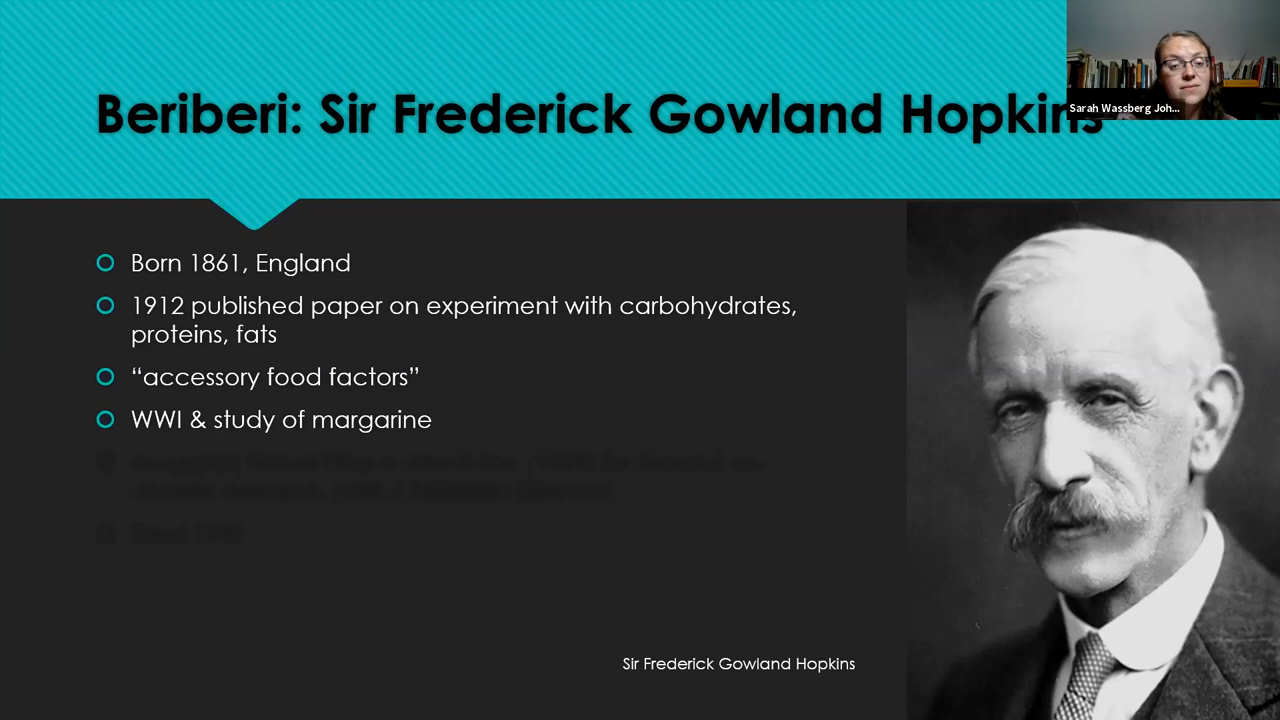 Beriberi: Sir Frederick Gowland Hopkins
Sarah Wassberg Joh...
Born 1861, England
1912 published paper on experiment with carbohydrates,
proteins, fats
“accessory food factors”
WWI & study of margarine
Sir Frederick Gowland Hopkins